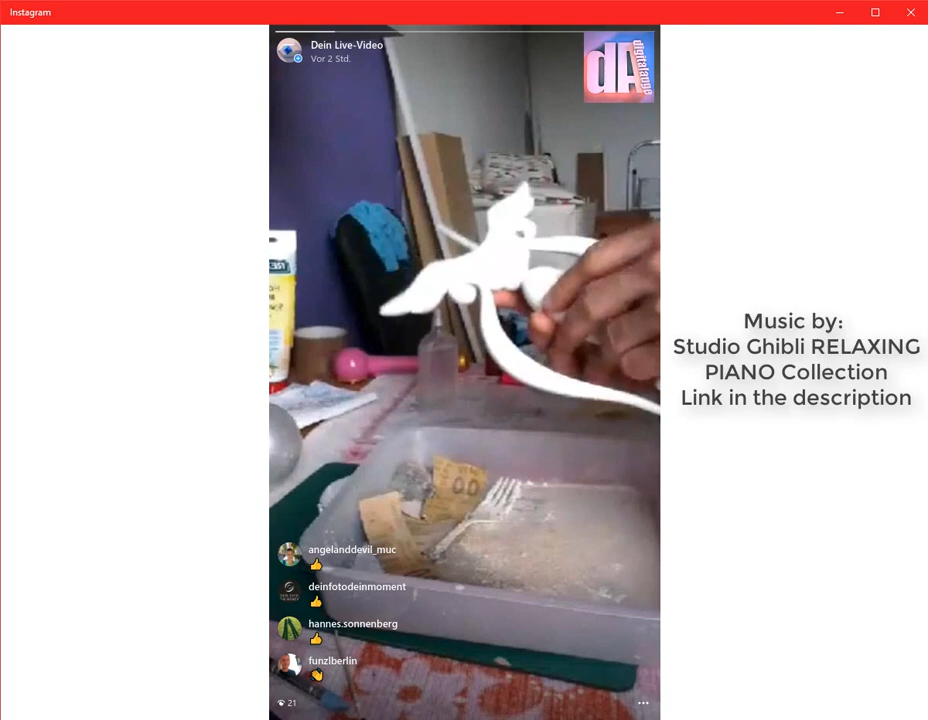 Instagram
Dein Live-Video
Vor 2 Std.
dA
digitalange
Music by:
Studio Ghibli RELAXING
PIANO Collection
Link in the description
angelanddevil_muc
deinfotodeinmoment
hannes.sonnenberg
funzlberlin
21